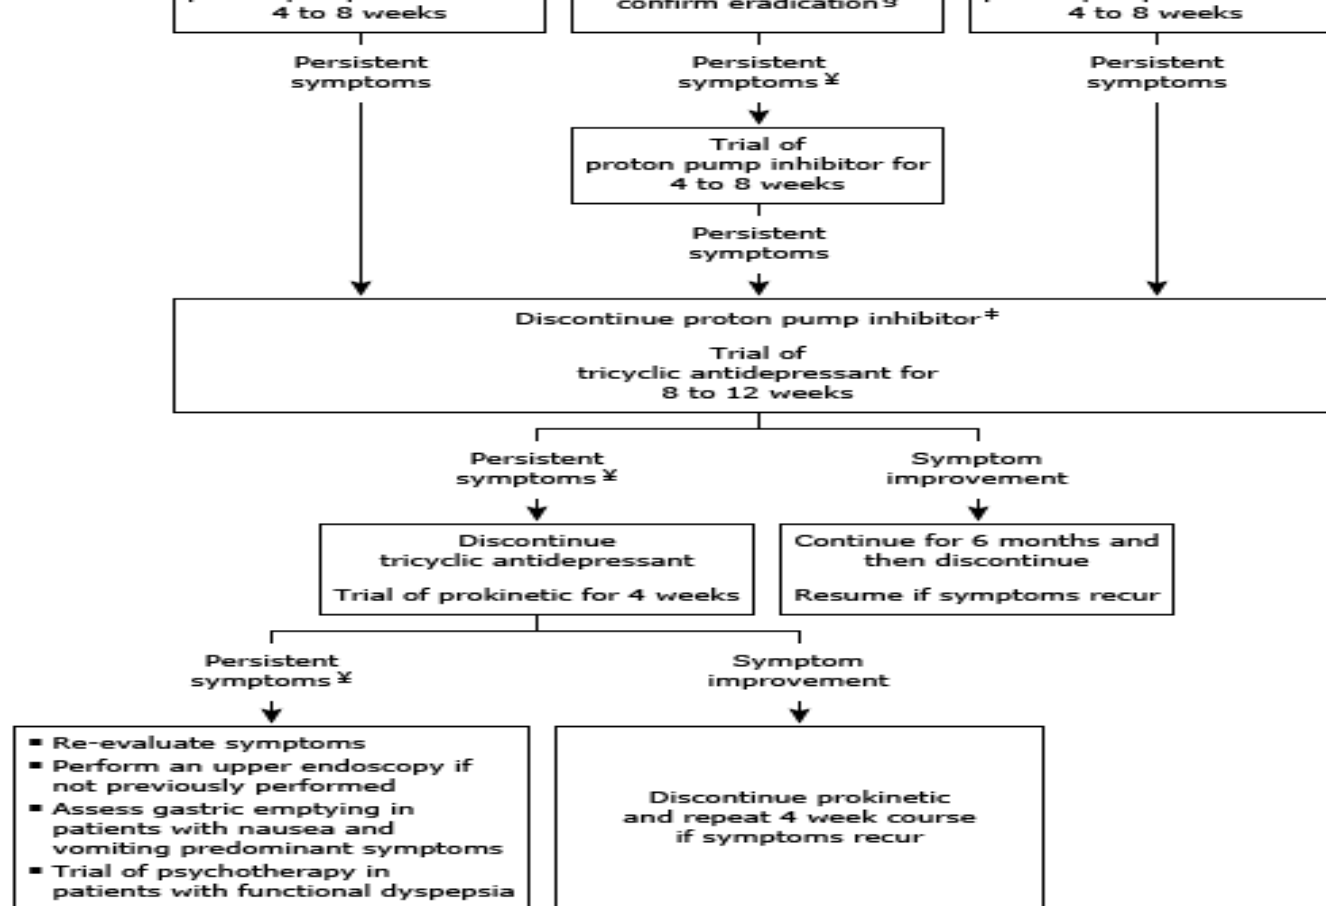 4 to 8 weeks
confirm eradication§
4 to 8 weeks
Persistent
symptoms
Persistent
symptoms¥
Persistent
symptoms
Trial of
proton pump inhibitor for
4 to 8 weeks
Persistent
symptoms
Discontinue proton pump inhibitor‡
Trial of
tricyclic antidepressant for
8 to 12 weeks
Persistent
symptoms¥
Symptom
improvement
Discontinue
tricyclic antidepressant
Trial of prokinetic for 4 weeks
Continue for 6 months and
then discontinue
Resume if symptoms recur
Persistent
symptoms¥
Symptom
improvement
▪ Re-evaluate symptoms
▪ Perform an upper endoscopy if
not previously performed
▪ Assess gastric emptying in
patients with nausea and
vomiting predominant symptoms
▪ Trial of psychotherapy in
patients with functional dyspepsia
Discontinue prokinetic
and repeat 4 week course
if symptoms recur